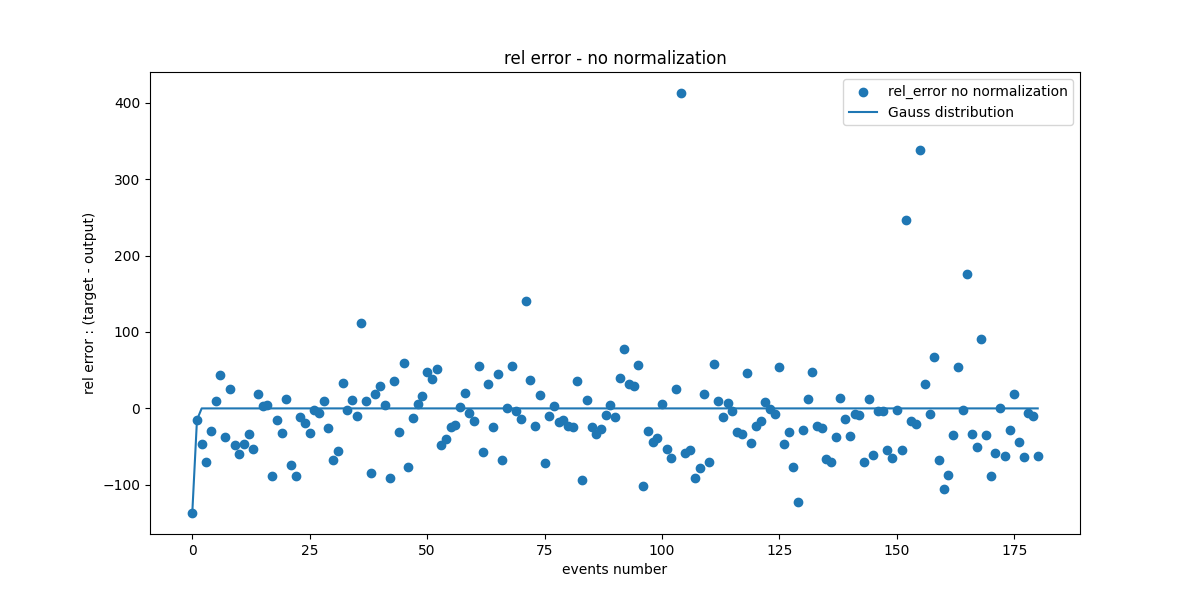 rel error - no normalization
rel_error no normalization
Gauss distribution
rel error : (target - output)
400
300
200
100
0
−100
0 25 50 75 100 125 150 175
events number